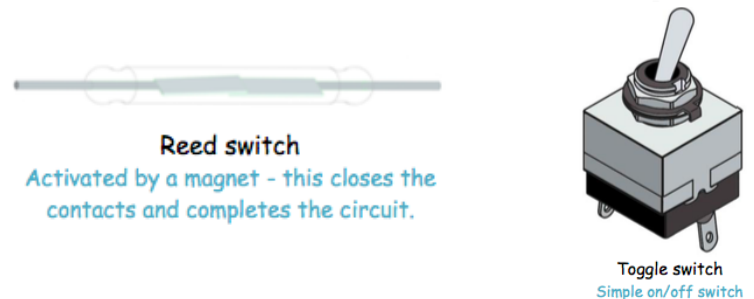 Reed switch
Activated by a magnet - this closes the
contacts and completes the circuit.
Toggle switch
Simple on/off switch